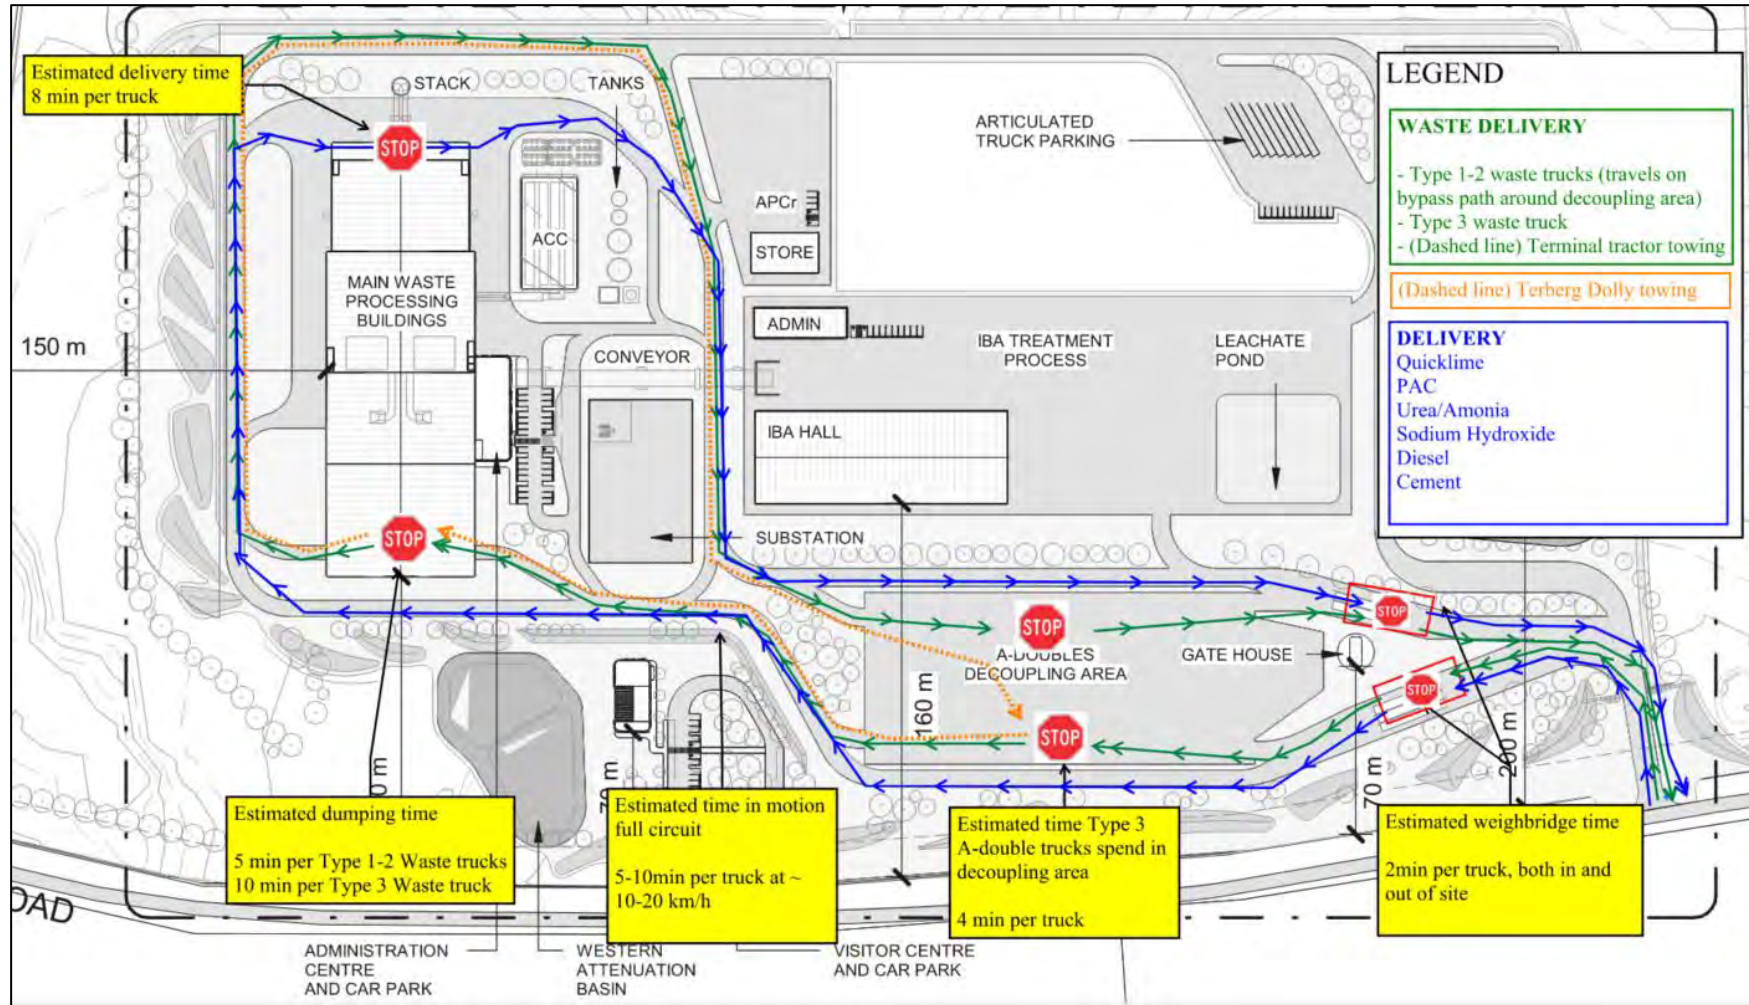 Estimated delivery time
8 min per truck
STOP
STACK
TANKS
ARTICULATED
TRUCK PARKING
APCr
STORE
ACC
MAIN WASTE
PROCESSING
BUILDINGS
ADMIN
CONVEYOR
IBA TREATMENT
PROCESS
LEACHATE
POND
150 m
IBA HALL
STOP
SUBSTATION
STOP
A-DOUBLES
DECOUPLING AREA
GATE HOUSE
STOP
STOP
STOP
160 m
200 m
70 m
LEGEND
WASTE DELIVERY
- Type 1-2 waste trucks (travels on
bypass path around decoupling area)
- Type 3 waste truck
- (Dashed line) Terminal tractor towing
(Dashed line) Terberg Dolly towing
DELIVERY
Quicklime
PAC
Urea/Amonia
Sodium Hydroxide
Diesel
Cement
Estimated dumping time
5 min per Type 1-2 Waste trucks
10 min per Type 3 Waste truck
Estimated time in motion
full circuit
5-10min per truck at ~
10-20 km/h
Estimated time Type 3
A-double trucks spend in
decoupling area
4 min per truck
Estimated weighbridge time
2min per truck, both in and
out of site
OAD
ADMINISTRATION
CENTRE
AND CAR PARK
WESTERN
ATTENUATION
BASIN
VISITOR CENTRE
AND CAR PARK